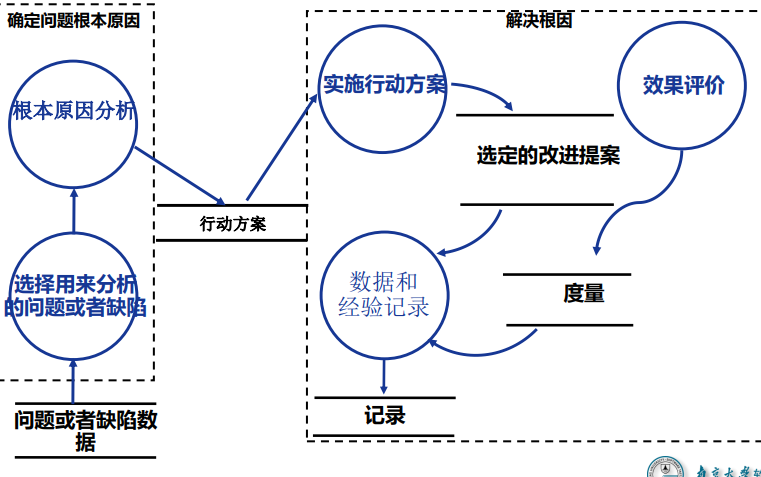 确定问题根本原因
解决根因
根本原因分析
实施行动方案
效果评价
选定的改进提案
行动方案
选择用来分析
的问题或者缺陷
数据和
经验记录
度量
问题或者缺陷数
据
记录
南京大学